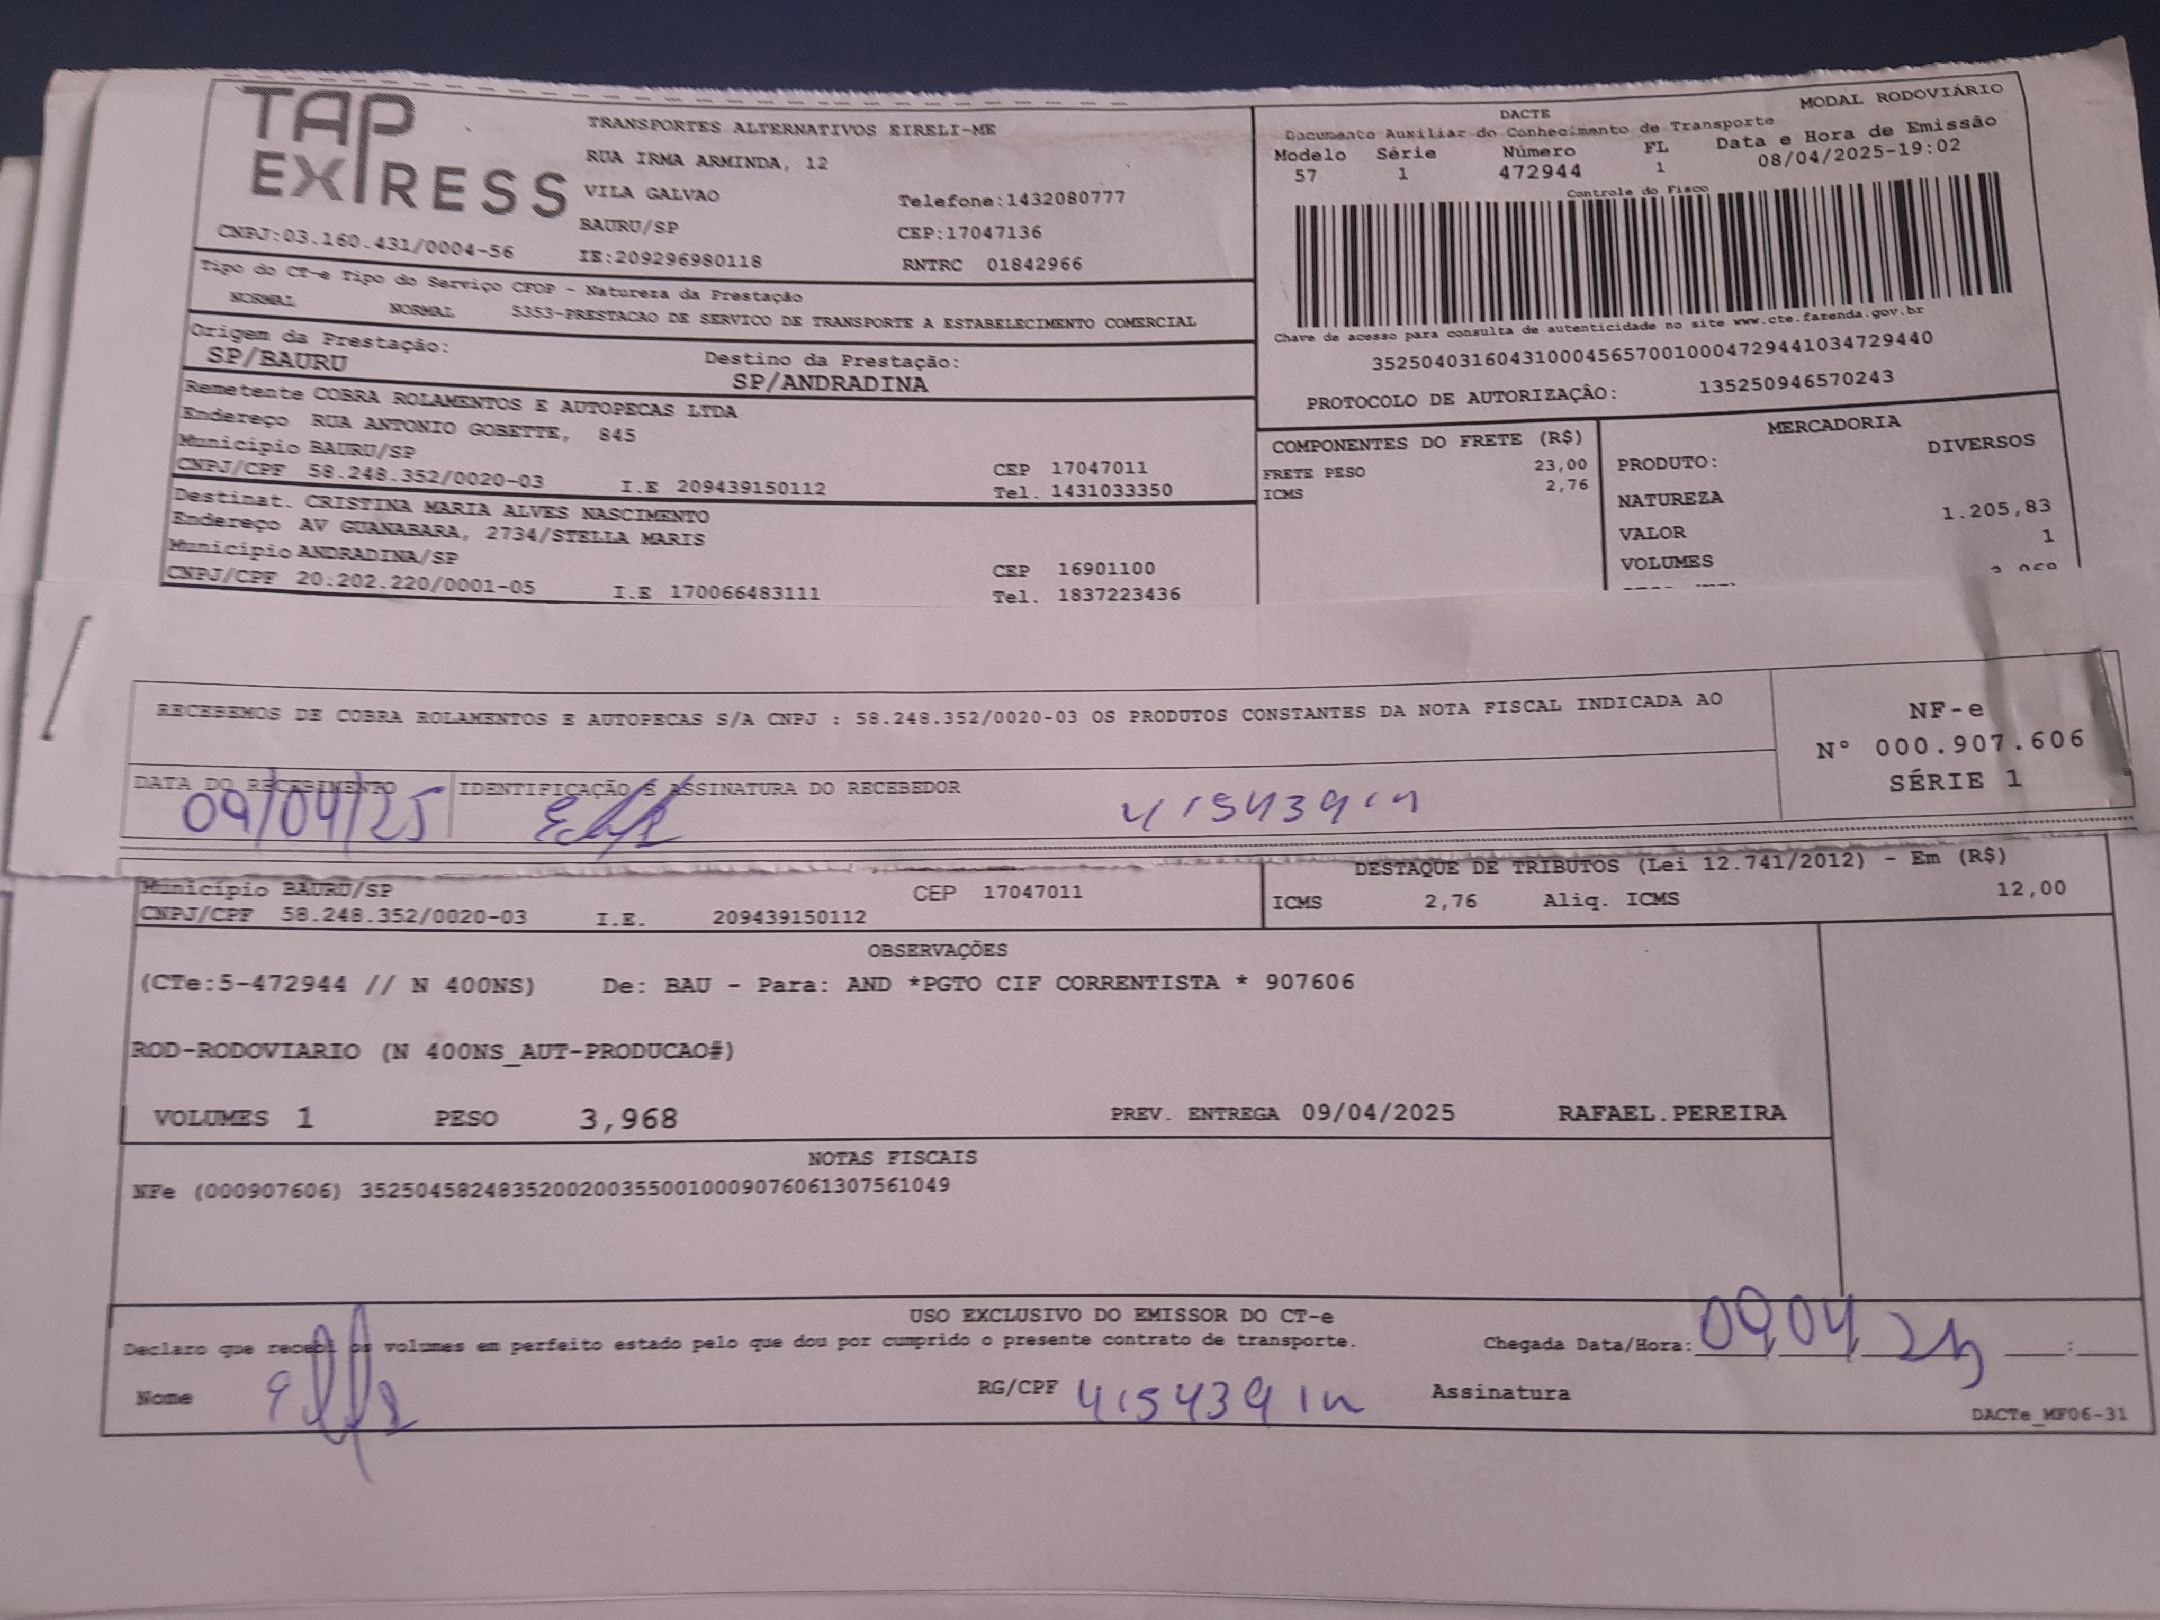 TAP EXPRESS
TRANSPORTES ALTERNATIVOS EIRELI-ME
RUA IRMA ARMINDA, 12
VILA GALVAO
Telefone:1432080777
BAURU/SP
CEP:17047136
CNPJ:03.160.431/0004-56
IE:209296980118
RNTRC 01842966
DACTE
MODAL RODOVIÁRIO
Documento Auxiliar do Conhecimento de Transporte
Modelo Série Número FL Data e Hora de Emissão
57 1 472944 1 08/04/2025-19:02
Controle do Fisco
Chave de acesso para consulta de autenticidade no site www.cte.fazenda.gov.br
35250403160431000456570010004729441034729440
PROTOCOLO DE AUTORIZAÇÃO: 135250946570243
Tipo do CT-e Tipo do Serviço CFOP - Natureza da Prestação
NORMAL NORMAL 5353-PRESTACAO DE SERVICO DE TRANSPORTE A ESTABELECIMENTO COMERCIAL
Origem da Prestação: Destino da Prestação:
SP/BAURU SP/ANDRADINA
Remetente COBRA ROLAMENTOS E AUTOPECAS LTDA
Endereço RUA ANTONIO GOBETTE, 845
Município BAURU/SP CEP 17047011
CNPJ/CPF 58.248.352/0020-03 I.E 209439150112 Tel. 1431033350
Destinat. CRISTINA MARIA ALVES NASCIMENTO
Endereço AV GUANABARA, 2734/STELLA MARIS
Município ANDRADINA/SP CEP 16901100
CNPJ/CPF 20.202.220/0001-05 I.E 170066483111 Tel. 1837223436
COMPONENTES DO FRETE (R$)
FRETE PESO 23,00
ICMS 2,76
MERCADORIA
PRODUTO: DIVERSOS
NATUREZA
VALOR 1.205,83
VOLUMES 1
RECEBEMOS DE COBRA ROLAMENTOS E AUTOPECAS S/A CNPJ : 58.248.352/0020-03 OS PRODUTOS CONSTANTES DA NOTA FISCAL INDICADA AO
NF-e
Nº 000.907.606
SÉRIE 1
DATA DO RECEBIMENTO IDENTIFICAÇÃO E ASSINATURA DO RECEBEDOR
09/04/25
Município BAURU/SP CEP 17047011
CNPJ/CPF 58.248.352/0020-03 I.E. 209439150112
DESTAQUE DE TRIBUTOS (Lei 12.741/2012) - Em (R$)
ICMS 2,76 Aliq. ICMS 12,00
OBSERVAÇÕES
(CTe:5-472944 // N 400NS) De: BAU - Para: AND *PGTO CIF CORRENTISTA * 907606
ROD-RODOVIARIO (N 400NS_AUT-PRODUCAO#)
VOLUMES 1 PESO 3,968 PREV. ENTREGA 09/04/2025 RAFAEL.PEREIRA
NOTAS FISCAIS
NFe (000907606) 35250458248352002003550010009076061307561049
USO EXCLUSIVO DO EMISSOR DO CT-e
Declaro que recebi os volumes em perfeito estado pelo que dou por cumprido o presente contrato de transporte. Chegada Data/Hora: 09 04 25
Nome RG/CPF Assinatura
DACTe_MF06-31